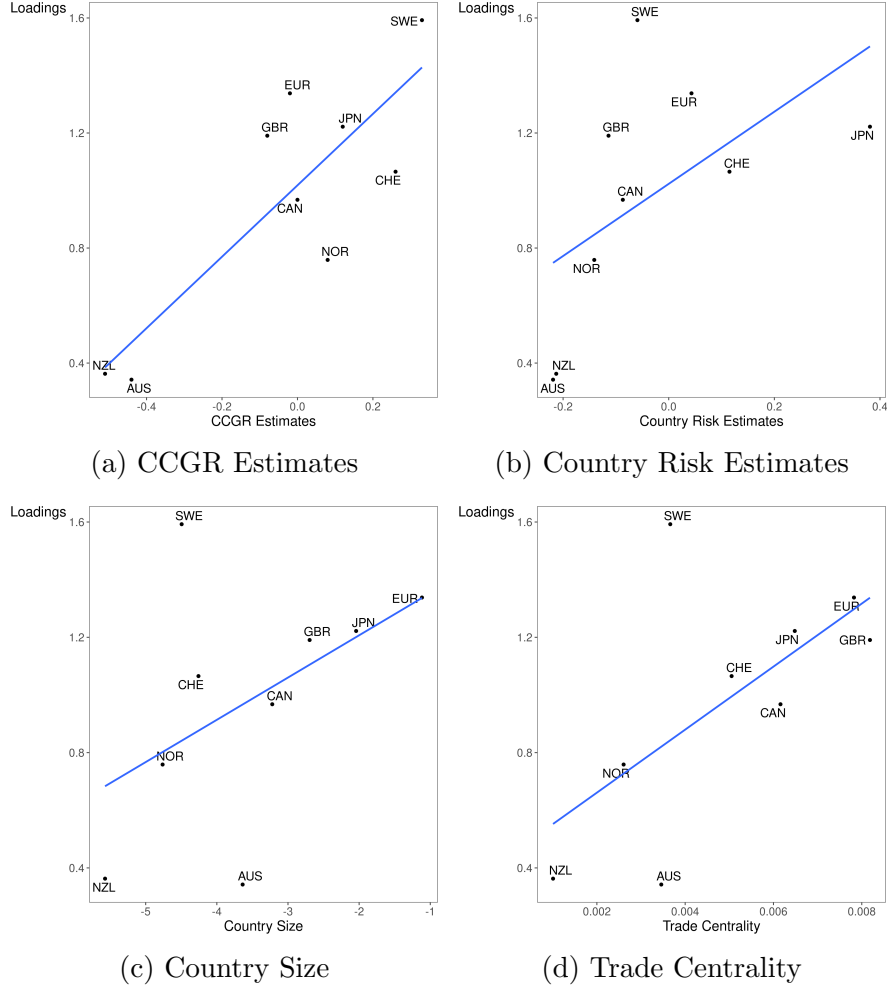 Loadings
1.6
1.2
0.8
0.4
SWE
EUR
JPN
GBR
CHE
CAN
NOR
NZL
AUS
-0.4 -0.2 0.0 0.2
CCGR Estimates
(a) CCGR Estimates
Loadings
1.6
1.2
0.8
0.4
SWE
EUR
GBR
JPN
CHE
CAN
NOR
NZL
AUS
-0.2 0.0 0.2 0.4
Country Risk Estimates
(b) Country Risk Estimates
Loadings
1.6
1.2
0.8
0.4
SWE
EUR
JPN
GBR
CHE
CAN
NOR
AUS
NZL
-5 -4 -3 -2 -1
Country Size
(c) Country Size
Loadings
1.6
1.2
0.8
0.4
SWE
EUR
JPN
GBR
CHE
CAN
NOR
NZL
AUS
0.002 0.004 0.006 0.008
Trade Centrality
(d) Trade Centrality